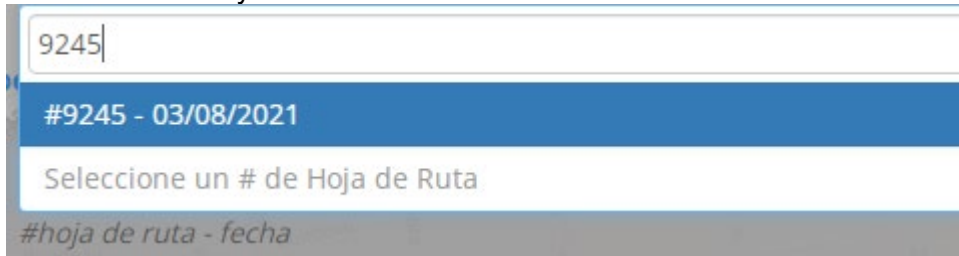 9245
#9245 - 03/08/2021
Seleccione un # de Hoja de Ruta
#hoja de ruta - fecha